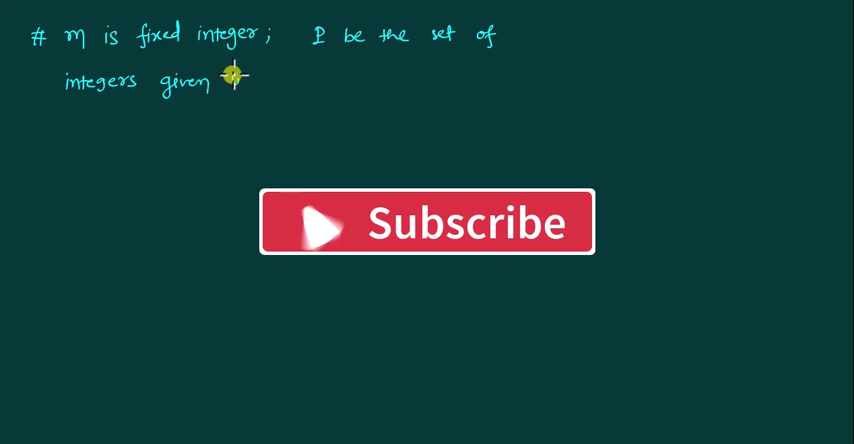 # m is fixed integer; I be the set of
integers given
Subscribe